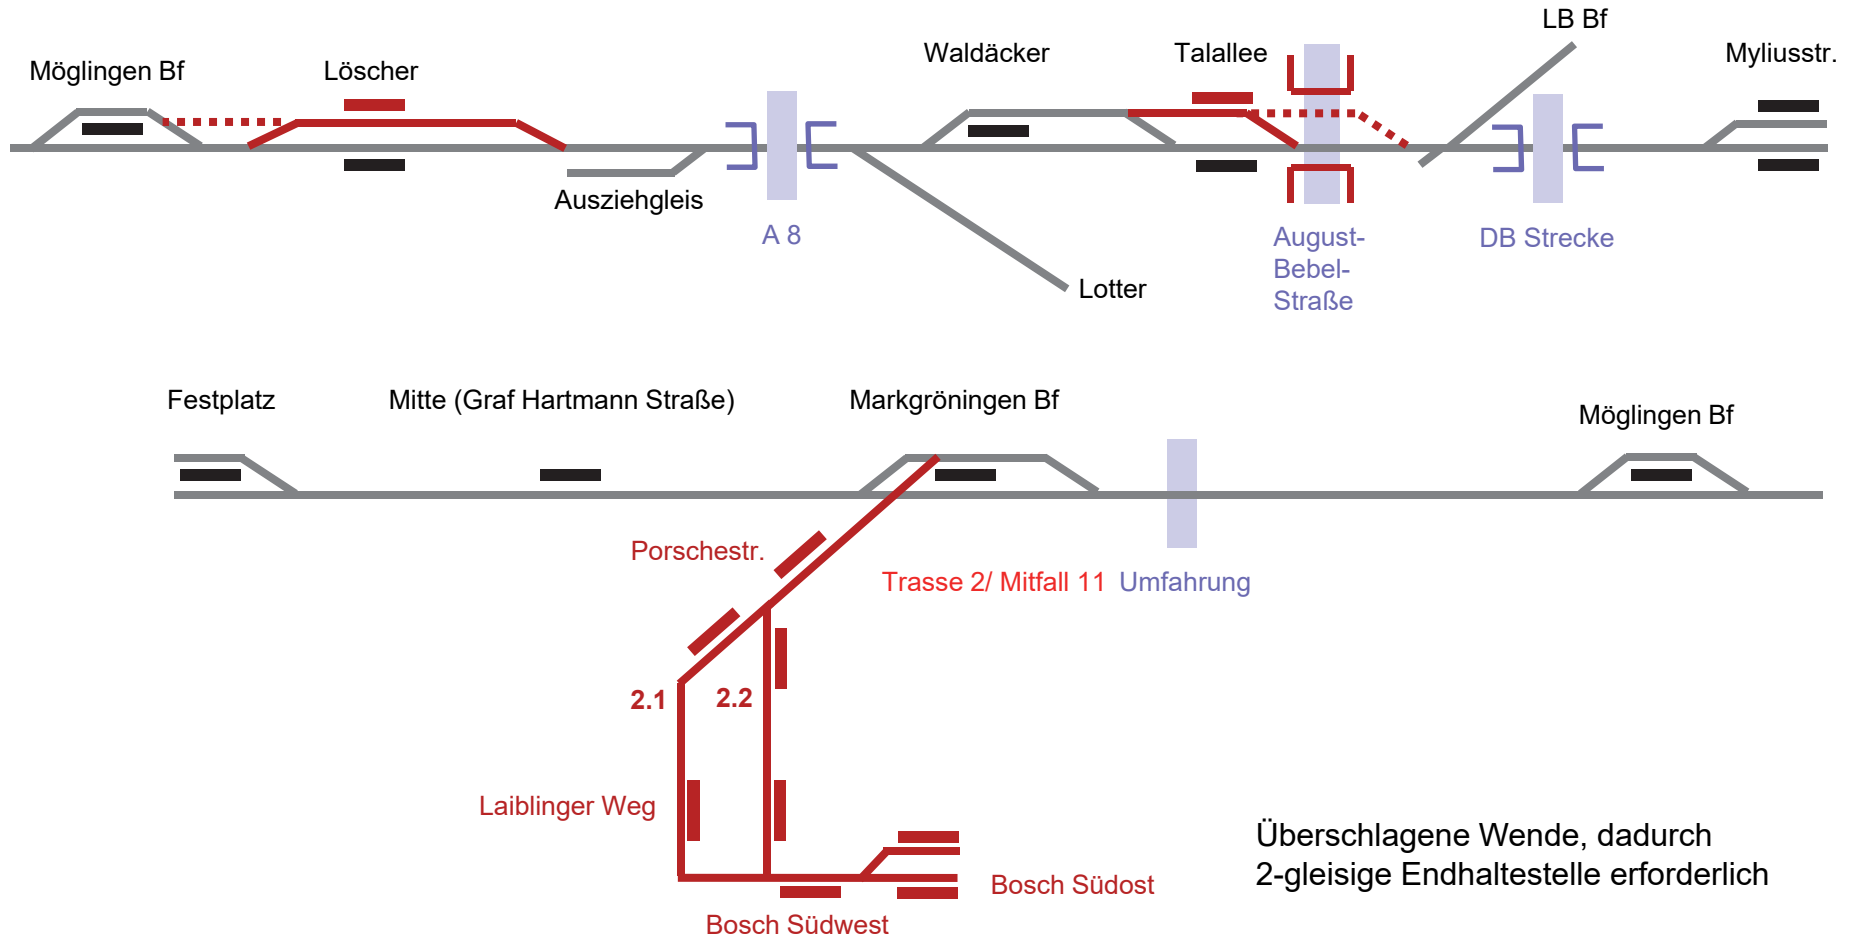 LB Bf
Möglingen Bf
Löscher
Waldäcker
Talallee
Myliusstr.
Ausziehgleis
A 8
August-
Bebel-
Straße
DB Strecke
Lotter
Festplatz
Mitte (Graf Hartmann Straße)
Markgröningen Bf
Möglingen Bf
Porschestr.
Trasse 2/ Mitfall 11
Umfahrung
2.1
2.2
Laiblinger Weg
Überschlagene Wende, dadurch
2-gleisige Endhaltestelle erforderlich
Bosch Südost
Bosch Südwest